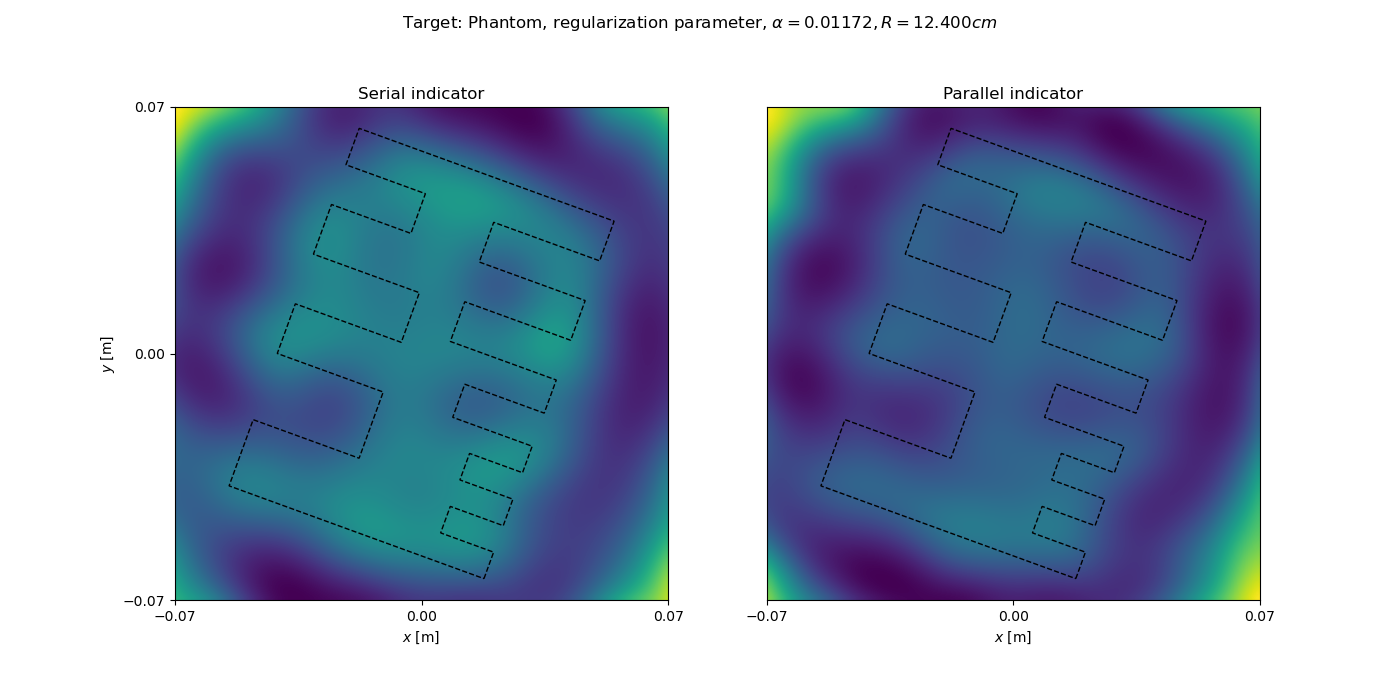 Target: Phantom, regularization parameter, α = 0.01172, R = 12.400cm
Serial indicator
Parallel indicator
0.07
0.00
−0.07
y [m]
−0.07
0.00
0.07
x [m]
−0.07
0.00
0.07
x [m]